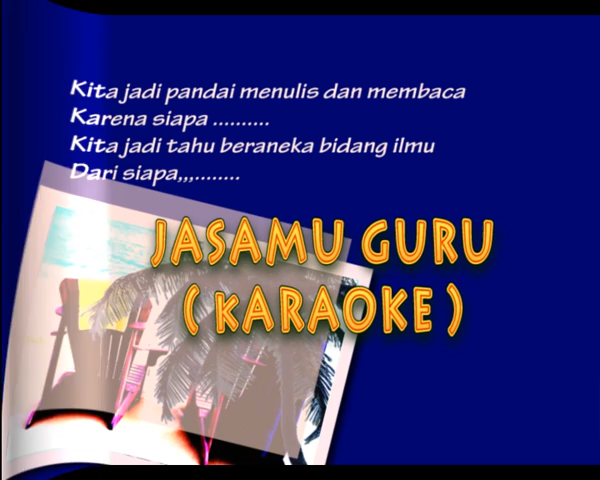 Kita jadi pandai menulis dan membaca
Karena siapa ..........
Kita jadi tahu beraneka bidang ilmu
Dari siapa,,,........
JASAMU GURU
( KARAOKE )